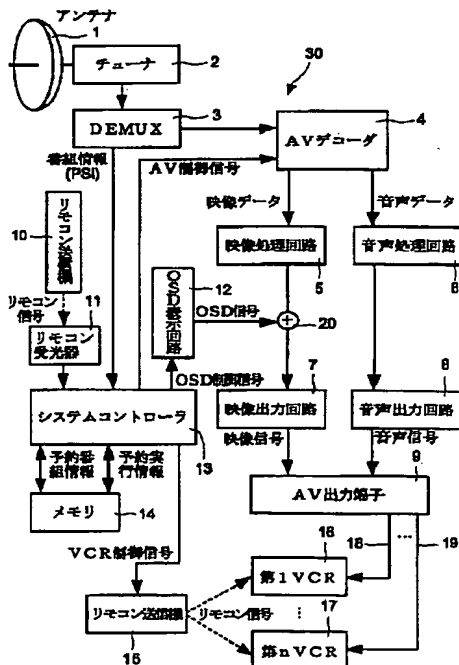 アンテナ
1
チューナ
2
30
DEMUX
3
AVデコーダ
4
番組情報
(PSI)
AV制御信号
映像データ
音声データ
リモコン送信機
10
映像処理回路
5
音声処理回路
6
リモコン
信号
11
リモコン
受光器
OSD表示回路
12
OSD信号
20
OSD制御信号
システムコントローラ
13
映像出力回路
7
音声出力回路
8
映像信号
音声信号
予約番
組情報
予約実
行情報
AV出力端子
9
メモリ
14
18
…
19
VCR制御信号
リモコン送信機
15
リモコン信号
第1VCR
16
第nVCR
17